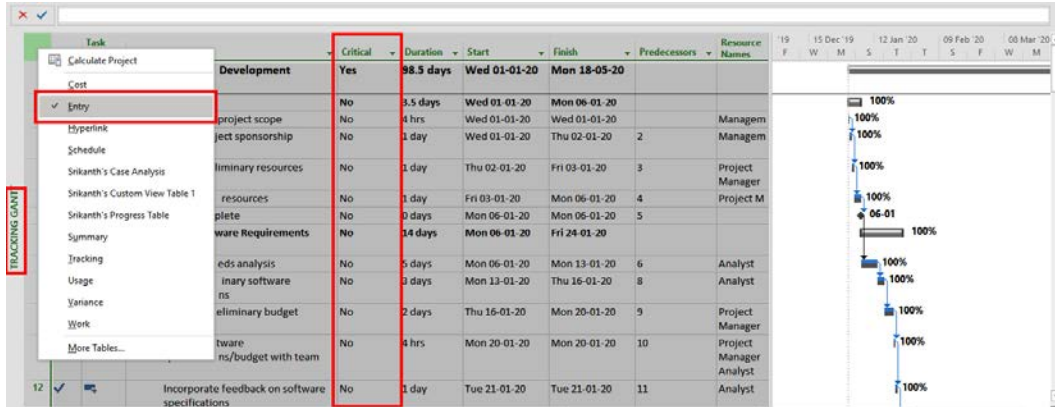 Task
Critical Duration Start Finish Predecessors Resource Names
'19 15 Dec '19 12 Jan '20 09 Feb '20 08 Mar '20
F W M S T T S F W M
Calculate Project
Cost
Entry
Hyperlink
Schedule
Srikanth's Case Analysis
Srikanth's Custom View Table 1
Srikanth's Progress Table
Summary
Tracking
Usage
Variance
Work
More Tables...
TRACKING GANT
Development Yes 98.5 days Wed 01-01-20 Mon 18-05-20
No 3.5 days Wed 01-01-20 Mon 06-01-20 100%
project scope No 4 hrs Wed 01-01-20 Wed 01-01-20 Managem 100%
ject sponsorship No 1 day Wed 01-01-20 Thu 02-01-20 2 Managem 100%
liminary resources No 1 day Thu 02-01-20 Fri 03-01-20 3 Project Manager 100%
resources No 1 day Fri 03-01-20 Mon 06-01-20 4 Project M 100%
plete No 0 days Mon 06-01-20 Mon 06-01-20 5 06-01
ware Requirements No 14 days Mon 06-01-20 Fri 24-01-20 100%
eds analysis No 5 days Mon 06-01-20 Mon 13-01-20 6 Analyst 100%
inary software ns No 3 days Mon 13-01-20 Thu 16-01-20 8 Analyst 100%
eliminary budget No 2 days Thu 16-01-20 Mon 20-01-20 9 Project Manager 100%
tware ns/budget with team No 4 hrs Mon 20-01-20 Mon 20-01-20 10 Project Manager Analyst 100%
12 Incorporate feedback on software specifications No 1 day Tue 21-01-20 Tue 21-01-20 11 Analyst 100%